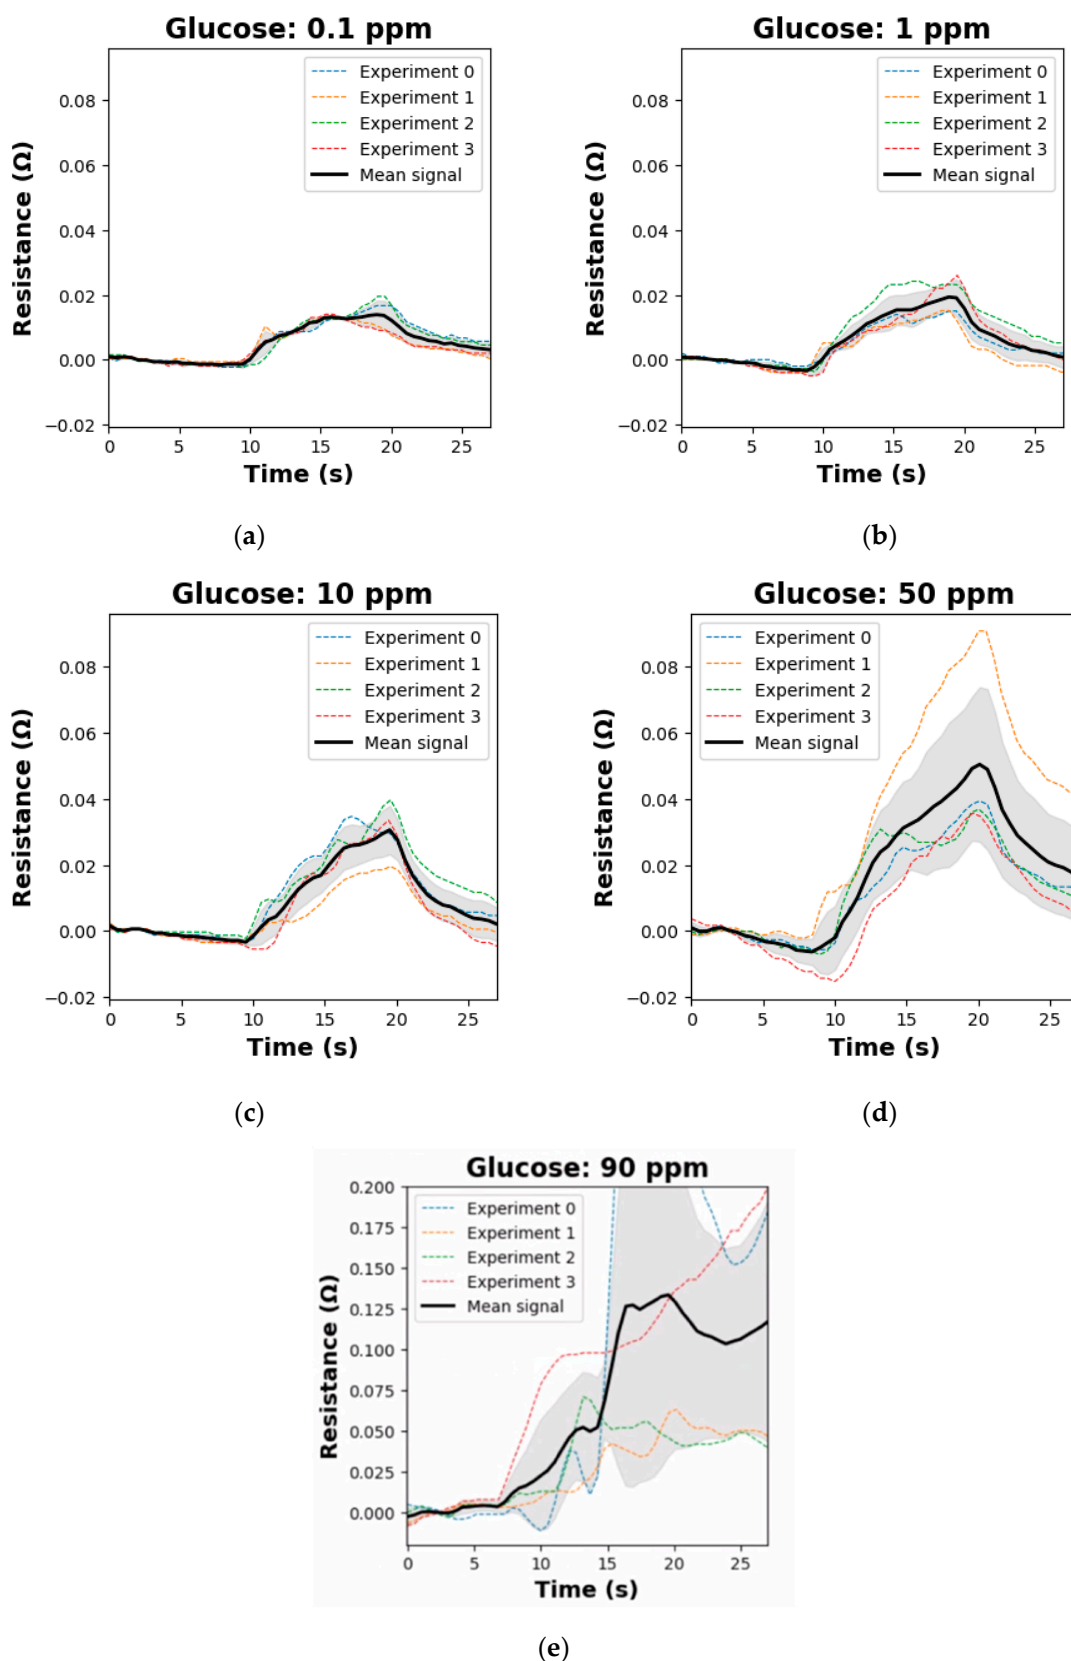 Glucose: 0.1 ppm
Resistance (Ω)
0.08
0.06
0.04
0.02
0.00
−0.02
Experiment 0
Experiment 1
Experiment 2
Experiment 3
Mean signal
0 5 10 15 20 25
Time (s)
(a)
Glucose: 1 ppm
Resistance (Ω)
0.08
0.06
0.04
0.02
0.00
−0.02
Experiment 0
Experiment 1
Experiment 2
Experiment 3
Mean signal
0 5 10 15 20 25
Time (s)
(b)
Glucose: 10 ppm
Resistance (Ω)
0.08
0.06
0.04
0.02
0.00
−0.02
Experiment 0
Experiment 1
Experiment 2
Experiment 3
Mean signal
0 5 10 15 20 25
Time (s)
(c)
Glucose: 50 ppm
Resistance (Ω)
0.08
0.06
0.04
0.02
0.00
−0.02
Experiment 0
Experiment 1
Experiment 2
Experiment 3
Mean signal
0 5 10 15 20 25
Time (s)
(d)
Glucose: 90 ppm
Resistance (Ω)
0.200
0.175
0.150
0.125
0.100
0.075
0.050
0.025
0.000
Experiment 0
Experiment 1
Experiment 2
Experiment 3
Mean signal
0 5 10 15 20 25
Time (s)
(e)